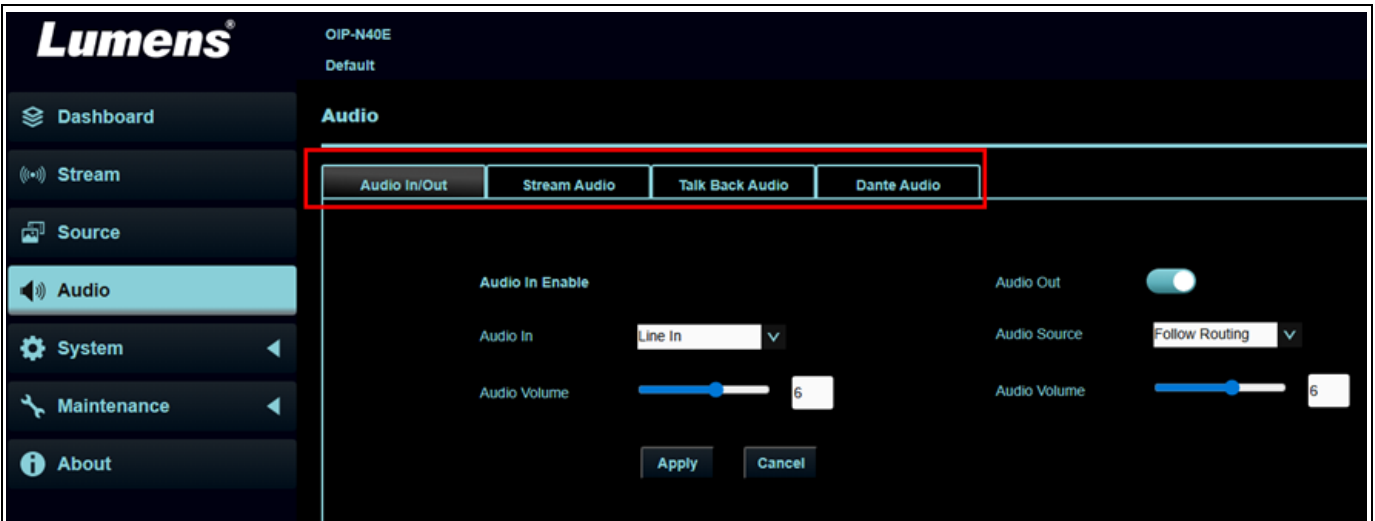 Lumens®
OIP-N40E
Default
Dashboard
Stream
Source
Audio
System
Maintenance
About
Audio
Audio In/Out
Stream Audio
Talk Back Audio
Dante Audio
Audio In Enable
Audio In
Line In
Audio Volume
6
Audio Out
Audio Source
Follow Routing
Audio Volume
6
Apply
Cancel